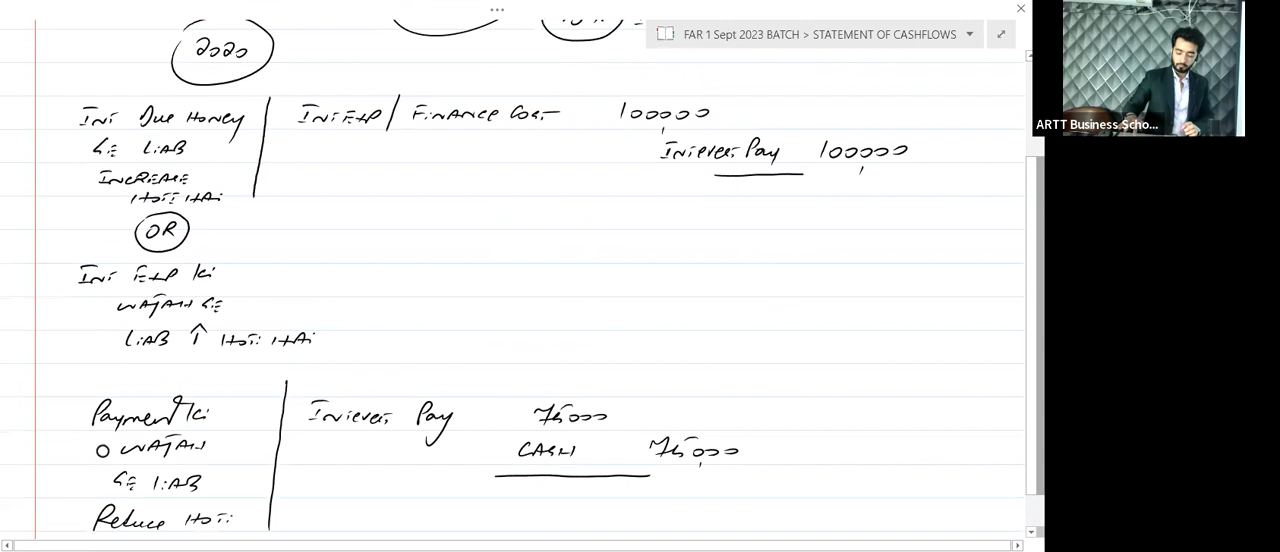 FAR 1 Sept 2023 BATCH > STATEMENT OF CASHFLOWS
ARTT Business Scho...
2020
INT DUE HONEY
SE LIAB
INCREASE
HOTI HAI
INT EXP / FINANCE COST 100000
INTEREST Pay 100000
OR
INT EXP ki
WAJAH SE
LIAB ↑ HOTI HAI
Payment ki
WAJAH
SE LIAB
Reduce HOTI
INTEREST Pay 75000
CASH 75000